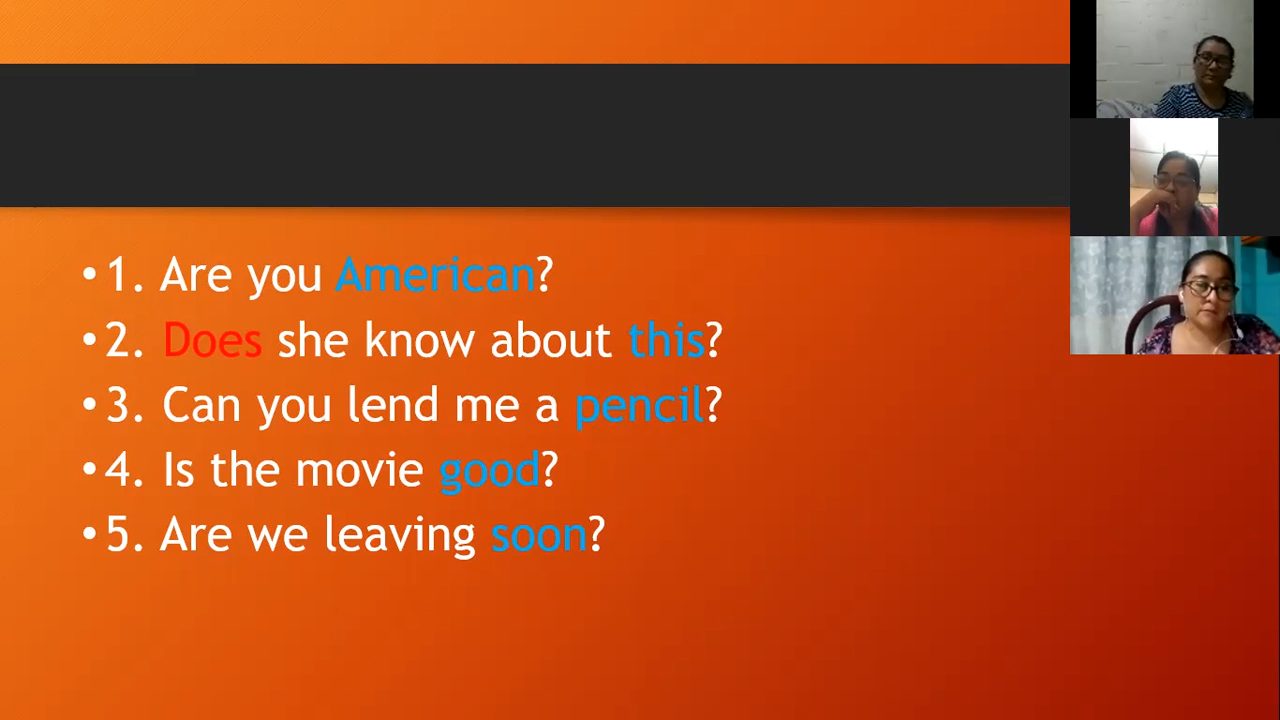 • 1. Are you American?
• 2. Does she know about this?
• 3. Can you lend me a pencil?
• 4. Is the movie good?
• 5. Are we leaving soon?